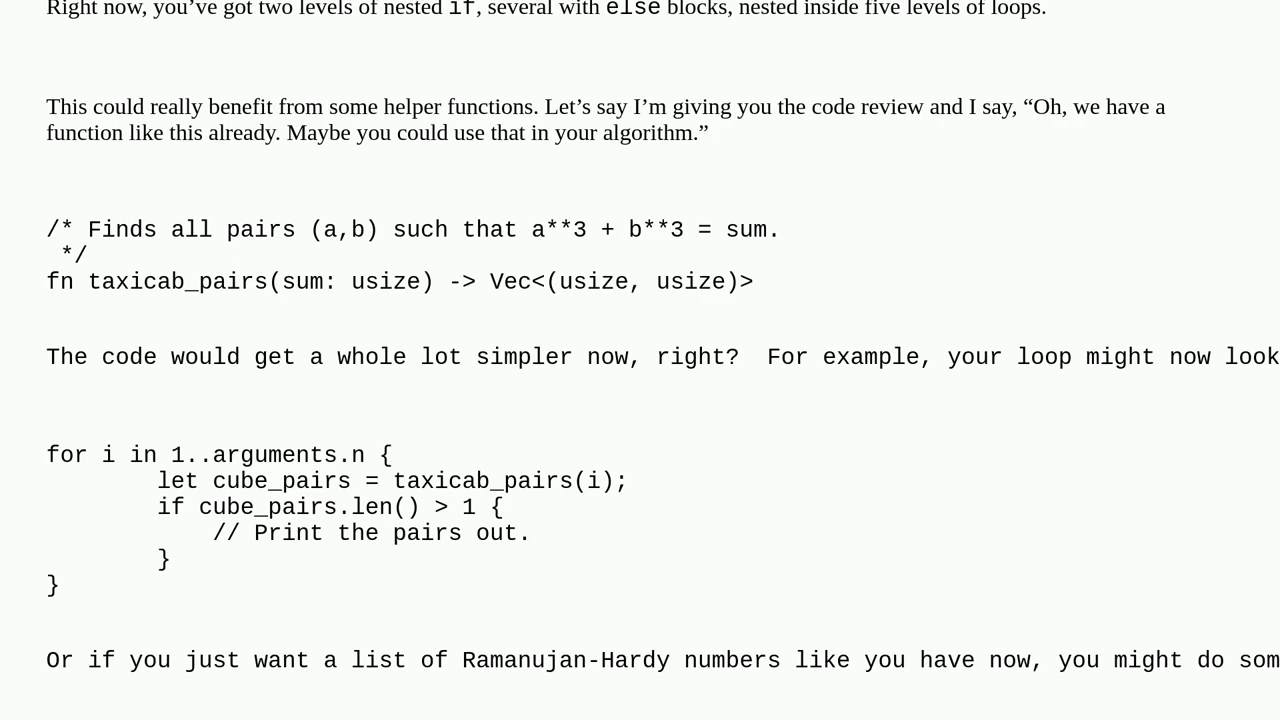 Right now, you’ve got two levels of nested if, several with else blocks, nested inside five levels of loops.
This could really benefit from some helper functions. Let’s say I’m giving you the code review and I say, “Oh, we have a
function like this already. Maybe you could use that in your algorithm.”
/* Finds all pairs (a,b) such that a**3 + b**3 = sum.
 */
fn taxicab_pairs(sum: usize) -> Vec<(usize, usize)>
The code would get a whole lot simpler now, right?  For example, your loop might now look
for i in 1..arguments.n {
        let cube_pairs = taxicab_pairs(i);
        if cube_pairs.len() > 1 {
            // Print the pairs out.
        }
}
Or if you just want a list of Ramanujan-Hardy numbers like you have now, you might do som